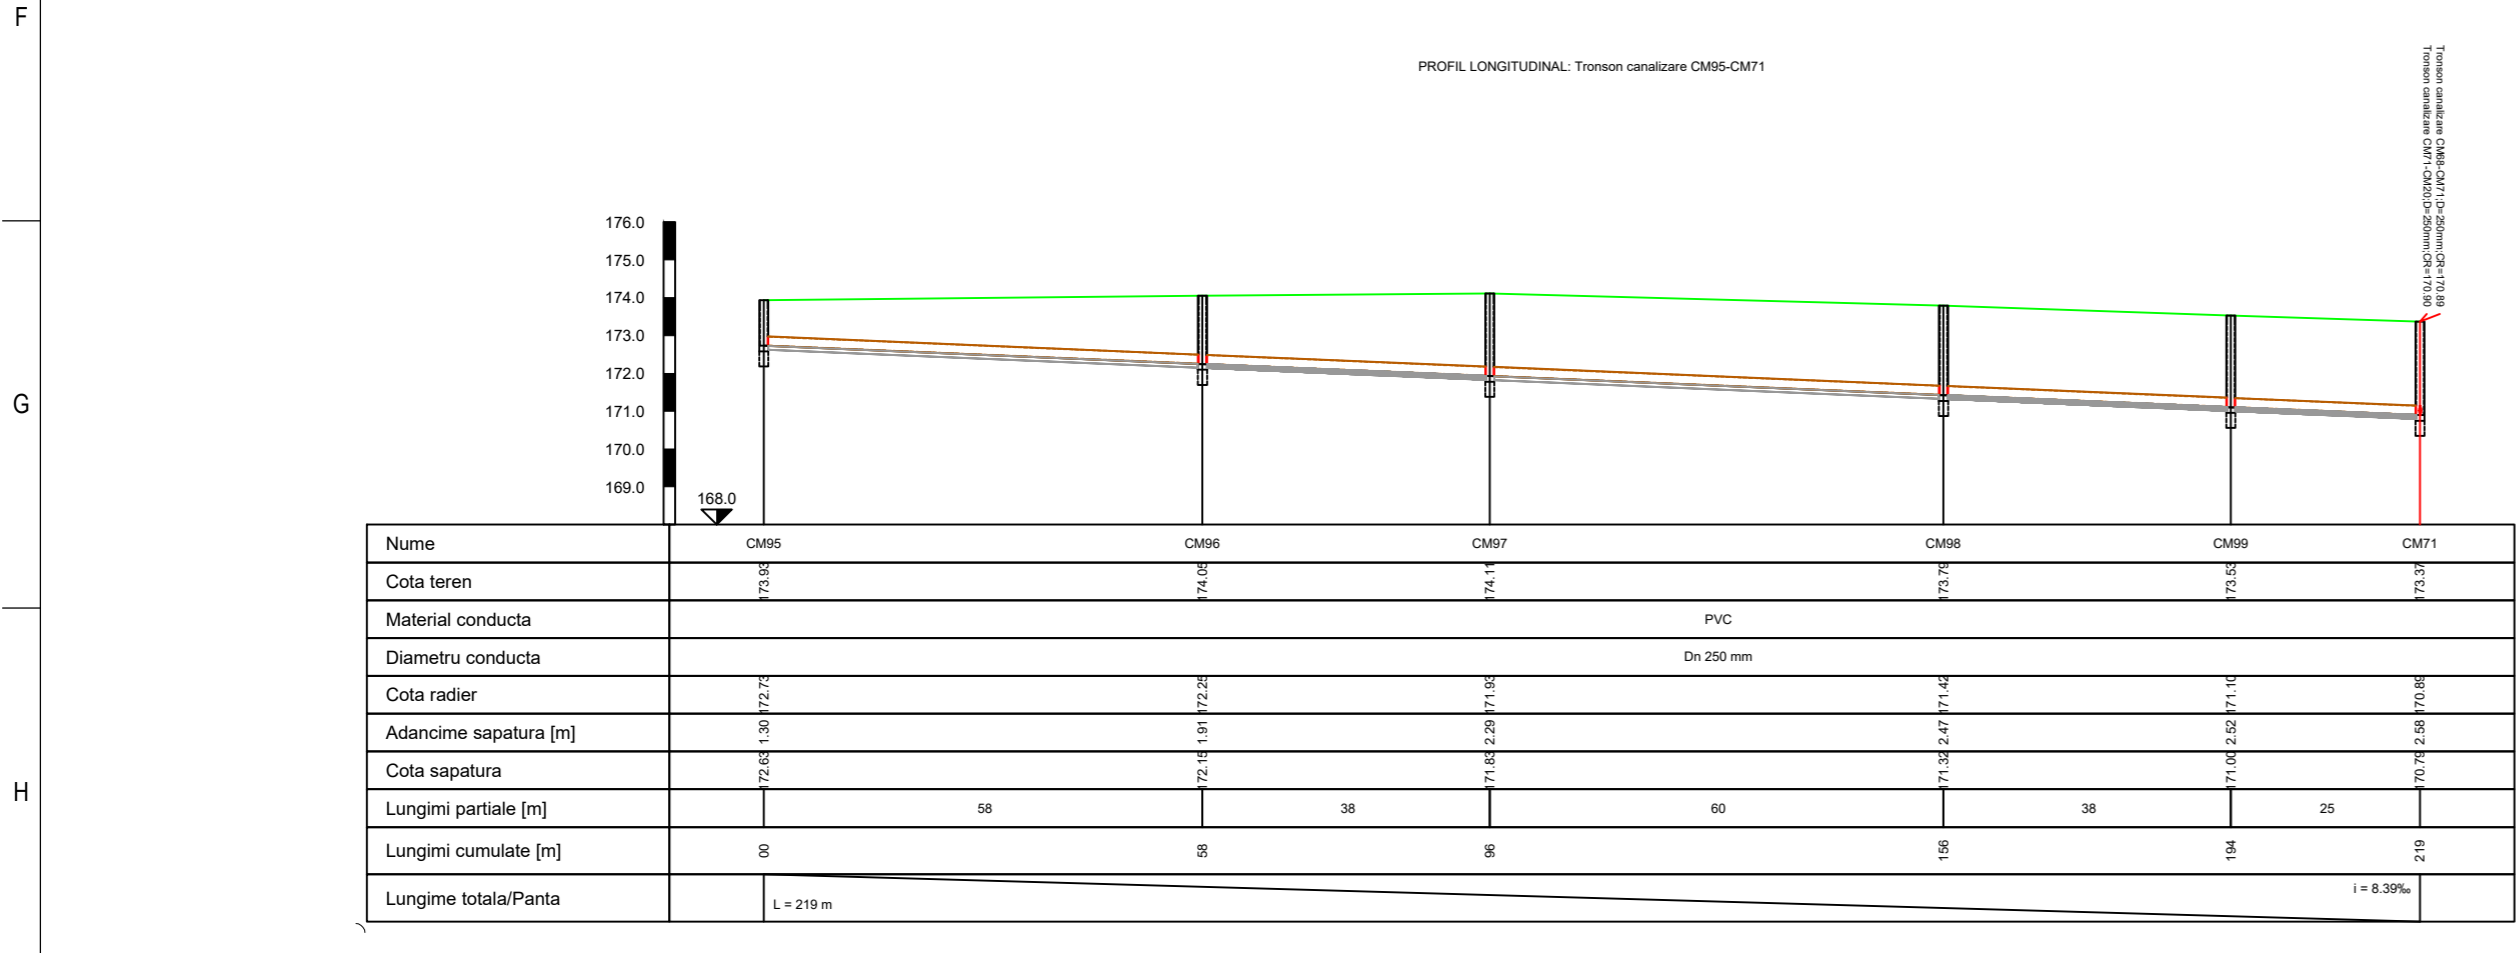 F
PROFIL LONGITUDINAL: Tronson canalizare CM95-CM71
Tronson canalizare CM68-CM71;D=250mm;CR=170.89
Tronson canalizare CM71-CM20;D=250mm;CR=170.90
176.0
175.0
174.0
173.0
172.0
171.0
170.0
169.0
168.0
G
H
Nume CM95 CM96 CM97 CM98 CM99 CM71
Cota teren 173.93 174.05 174.11 173.79 173.53 173.37
Material conducta PVC
Diametru conducta Dn 250 mm
Cota radier 172.73 172.25 171.93 171.42 171.10 170.89
Adancime sapatura [m] 1.30 1.91 2.29 2.47 2.52 2.58
Cota sapatura 172.63 172.15 171.83 171.32 171.00 170.79
Lungimi partiale [m] 58 38 60 38 25
Lungimi cumulate [m] 00 58 96 156 194 219
Lungime totala/Panta L = 219 m i = 8.39‰